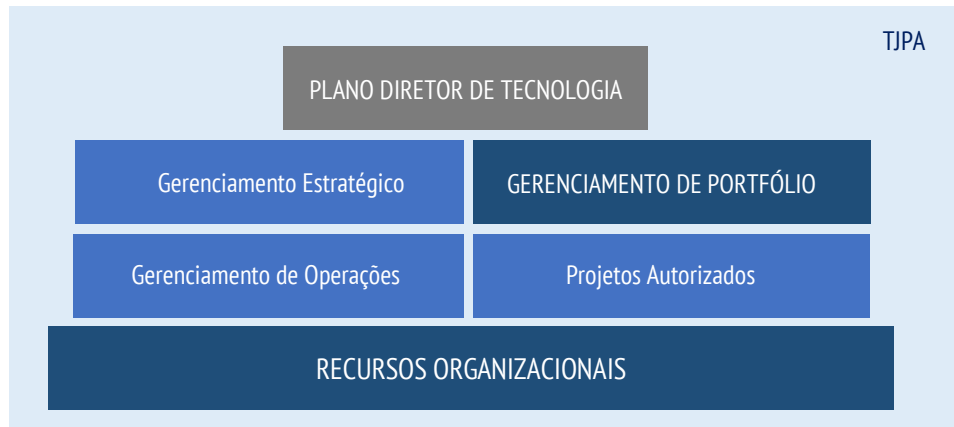 TJPA
PLANO DIRETOR DE TECNOLOGIA
Gerenciamento Estratégico
GERENCIAMENTO DE PORTFÓLIO
Gerenciamento de Operações
Projetos Autorizados
RECURSOS ORGANIZACIONAIS